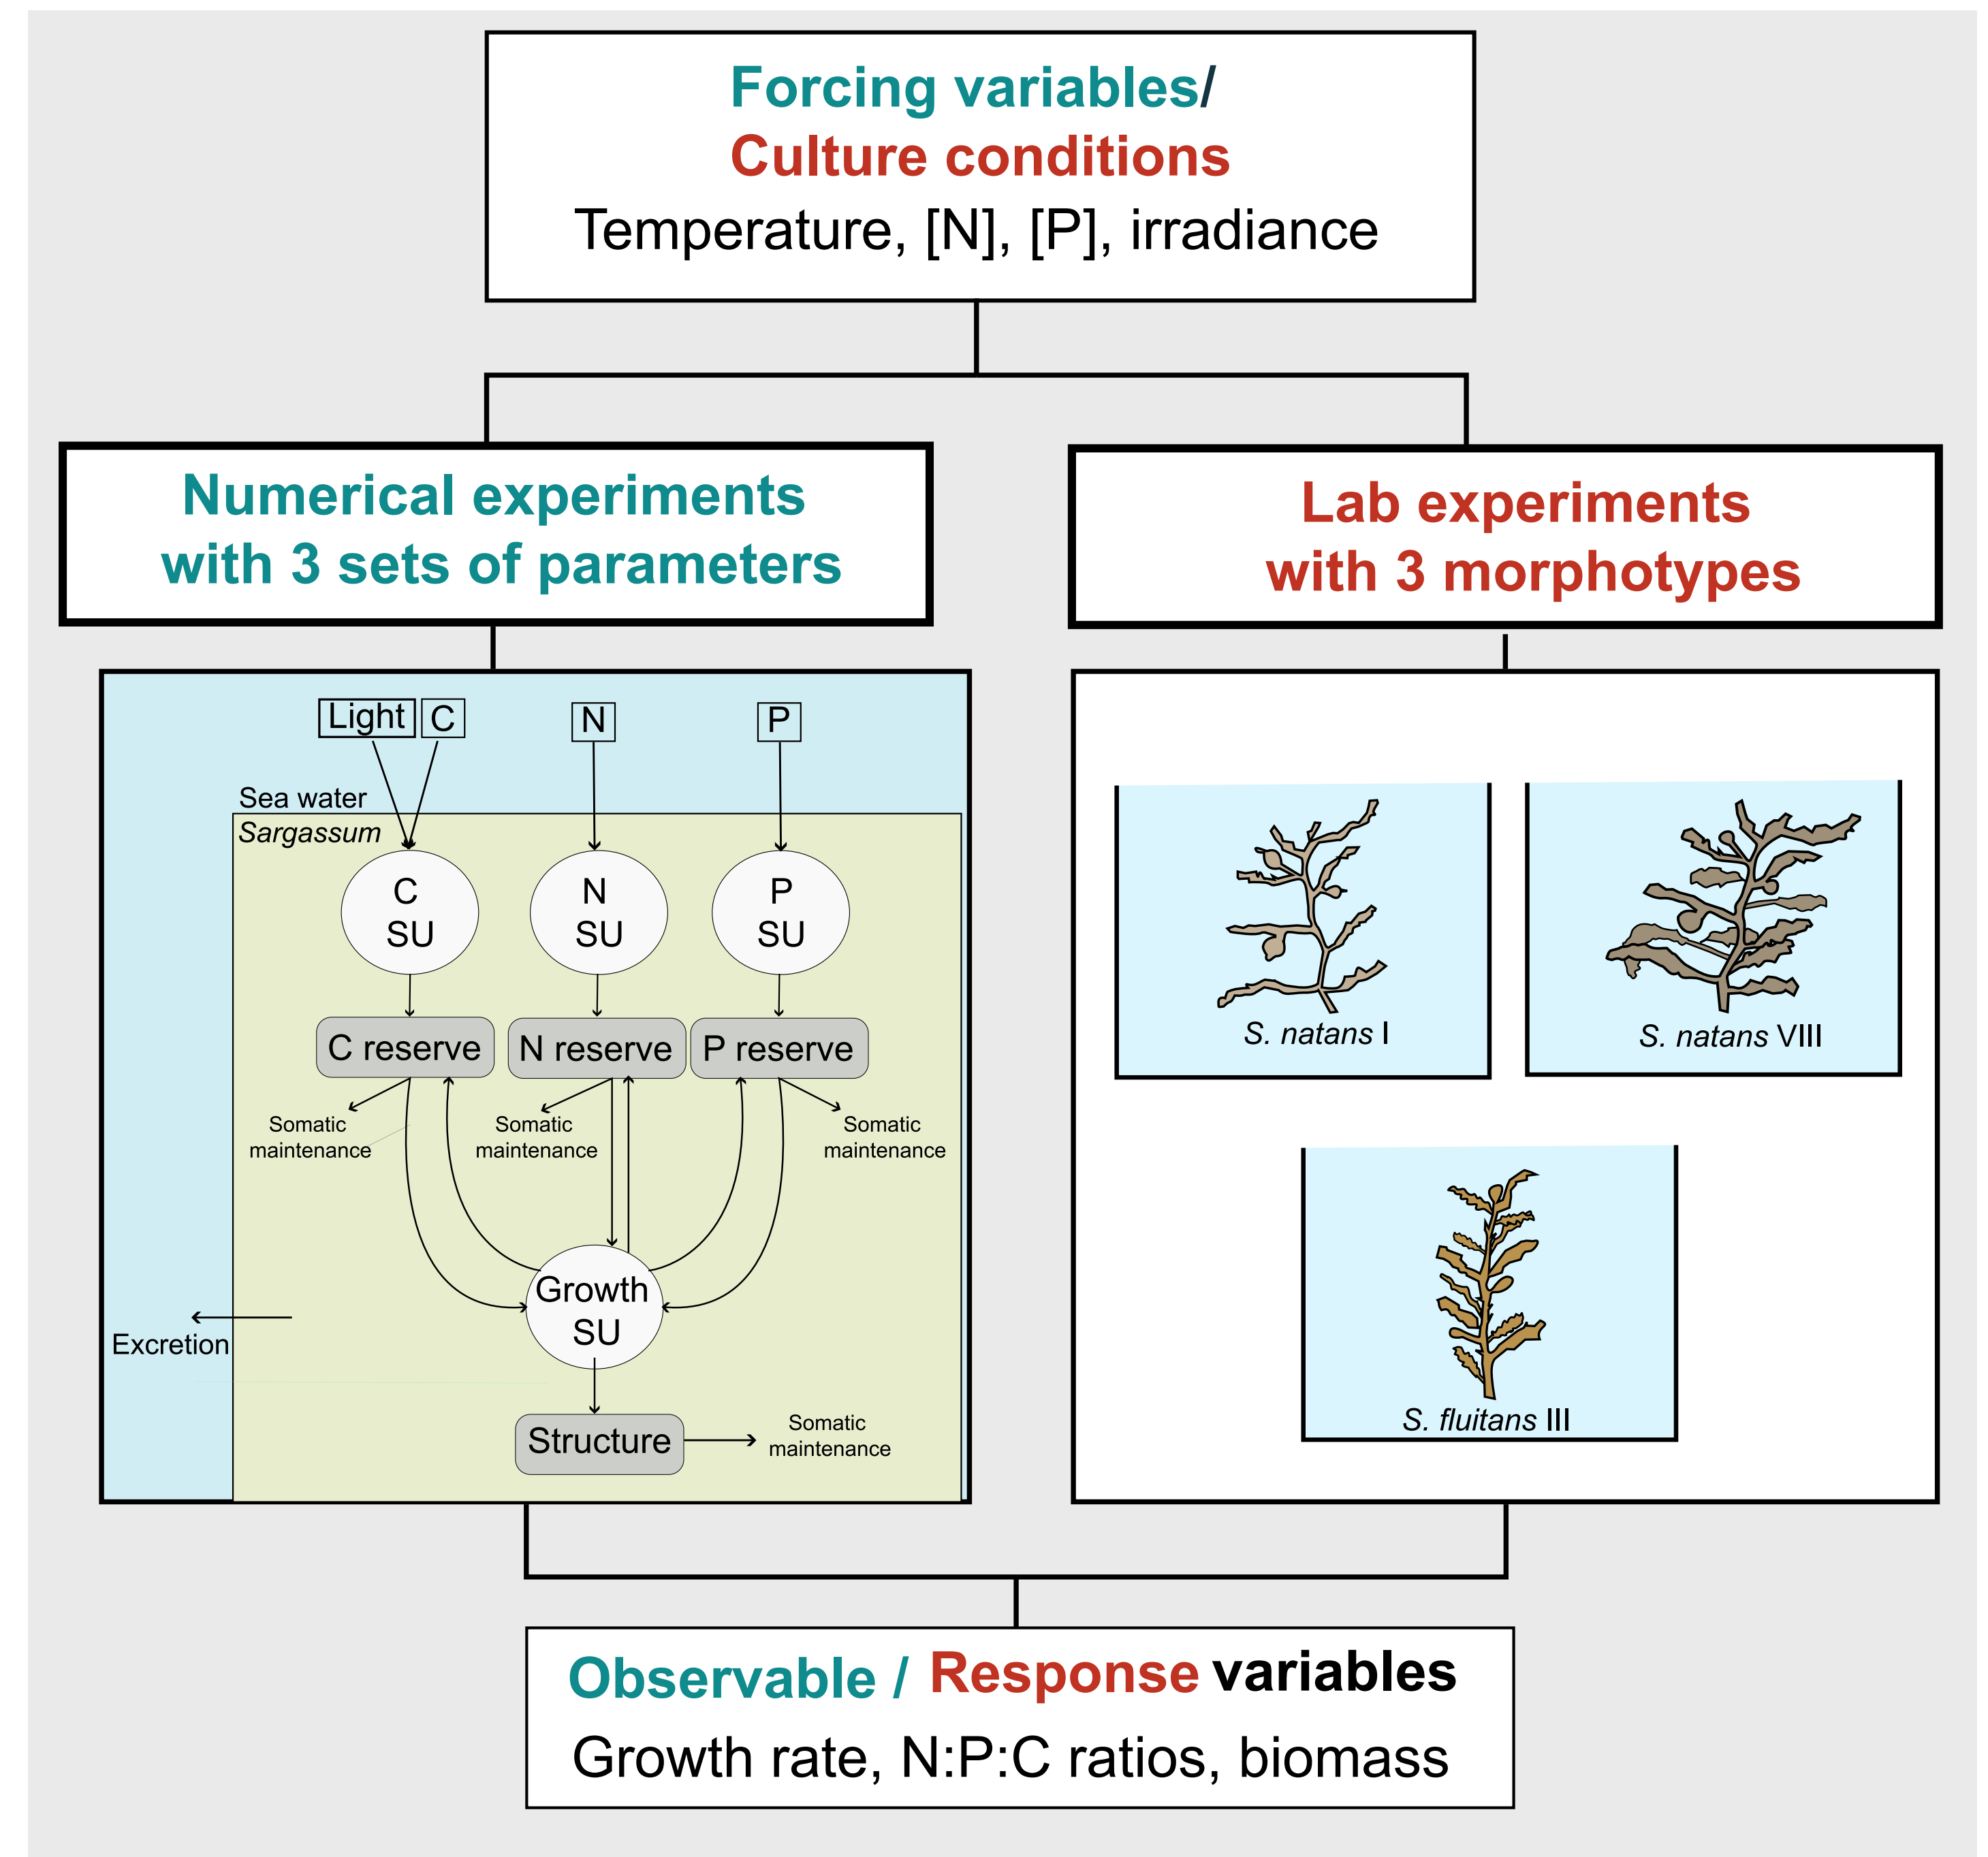 Forcing variables/
Culture conditions
Temperature, [N], [P], irradiance
Numerical experiments
with 3 sets of parameters
Lab experiments
with 3 morphotypes
Light
C
N
P
Sea water
Sargassum
C
SU
N
SU
P
SU
C reserve
N reserve
P reserve
Somatic
maintenance
Somatic
maintenance
Somatic
maintenance
Growth
SU
Excretion
Structure
Somatic
maintenance
S. natans I
S. natans VIII
S. fluitans III
Observable / Response variables
Growth rate, N:P:C ratios, biomass